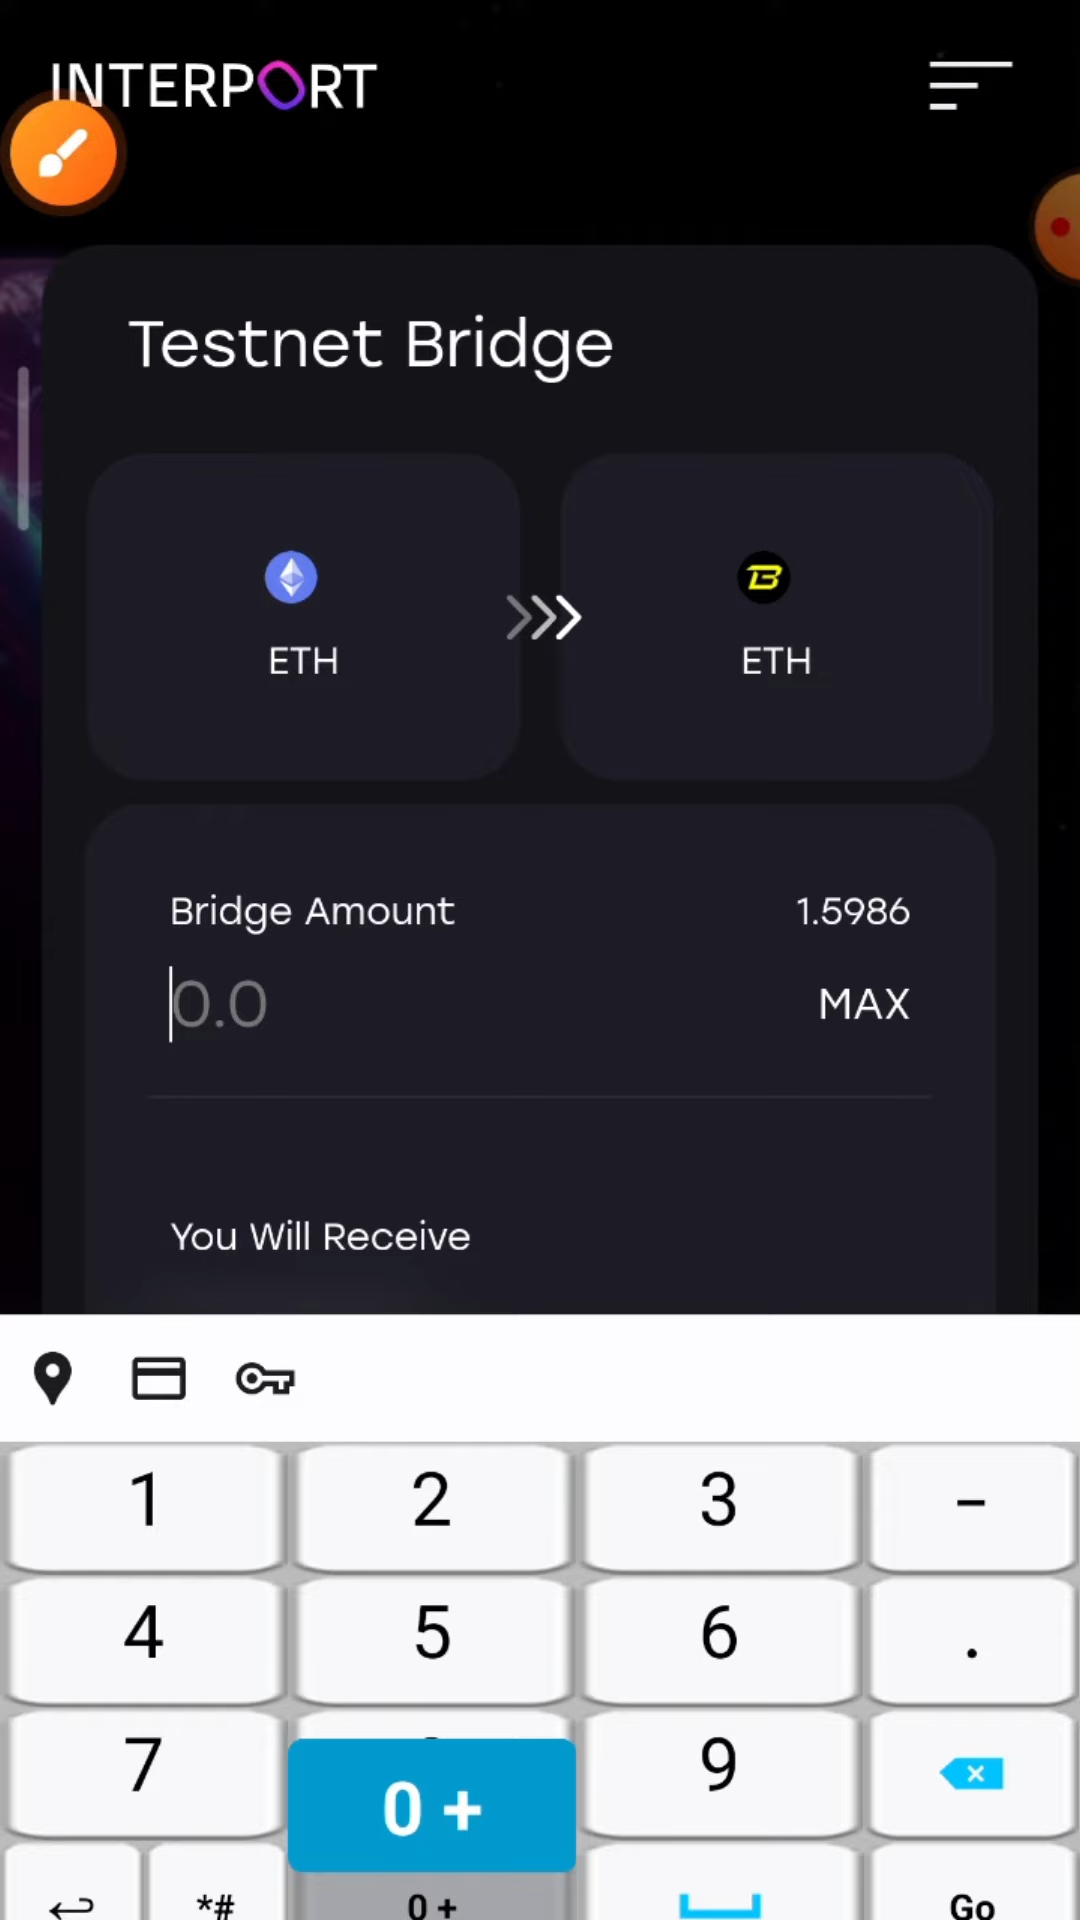 INTERPORT
Testnet Bridge
ETH
ETH
Bridge Amount
1.5986
0.0
MAX
You Will Receive
1
2
3
-
4
5
6
.
7
0 +
9
*#
0 +
Go